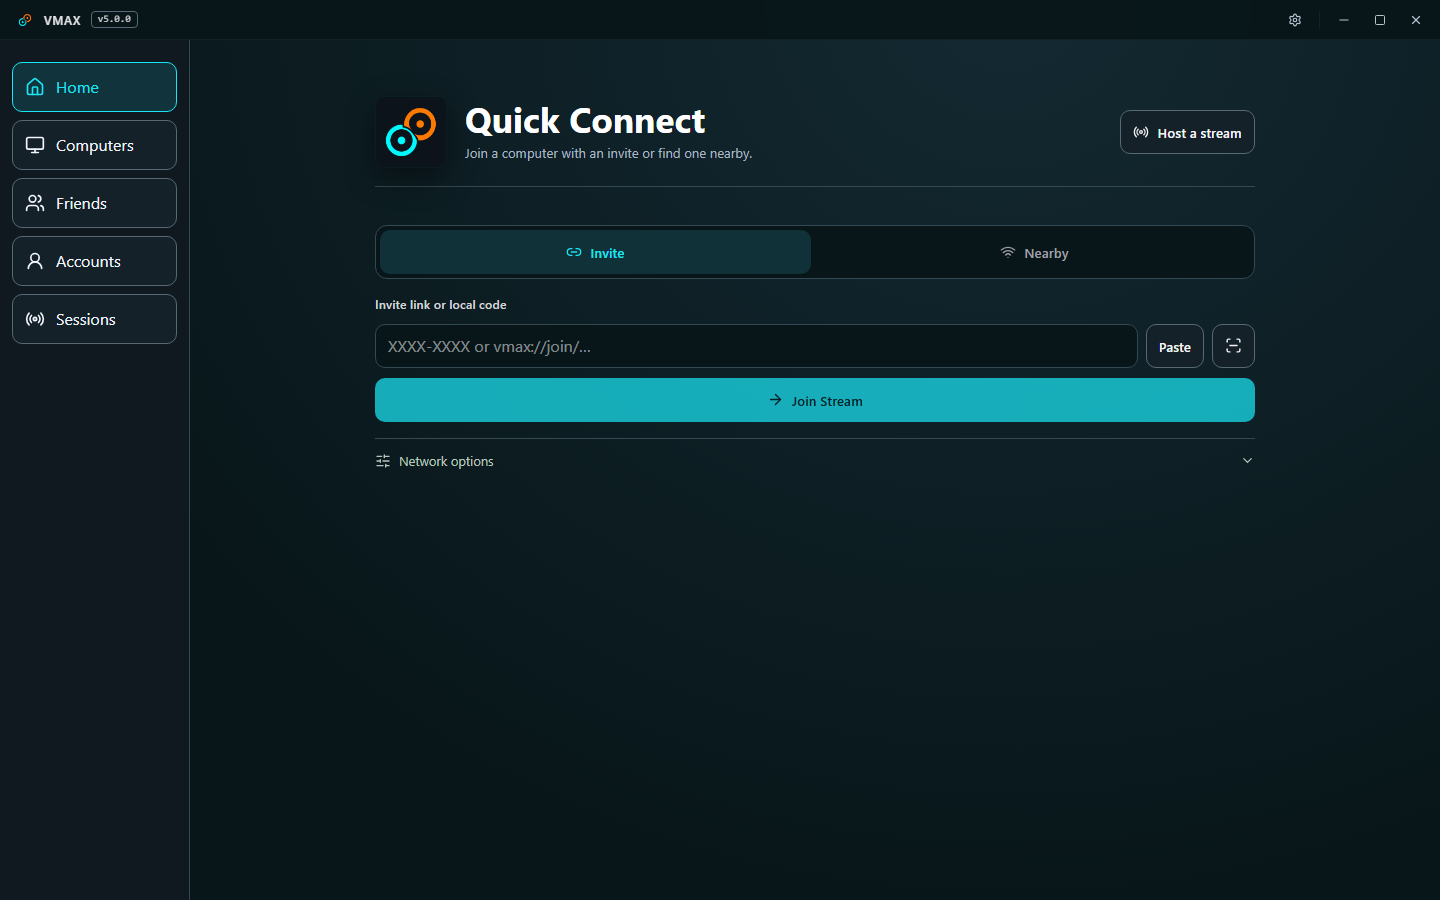 VMAX v5.0.0
Home
Computers
Friends
Accounts
Sessions
Quick Connect
Join a computer with an invite or find one nearby.
Host a stream
Invite
Nearby
Invite link or local code
XXXX-XXXX or vmax://join/...
Paste
Join Stream
Network options